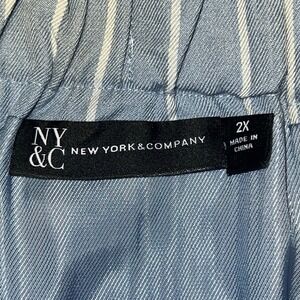 NY
&C
NEW YORK & COMPANY
2X
MADE IN
CHINA